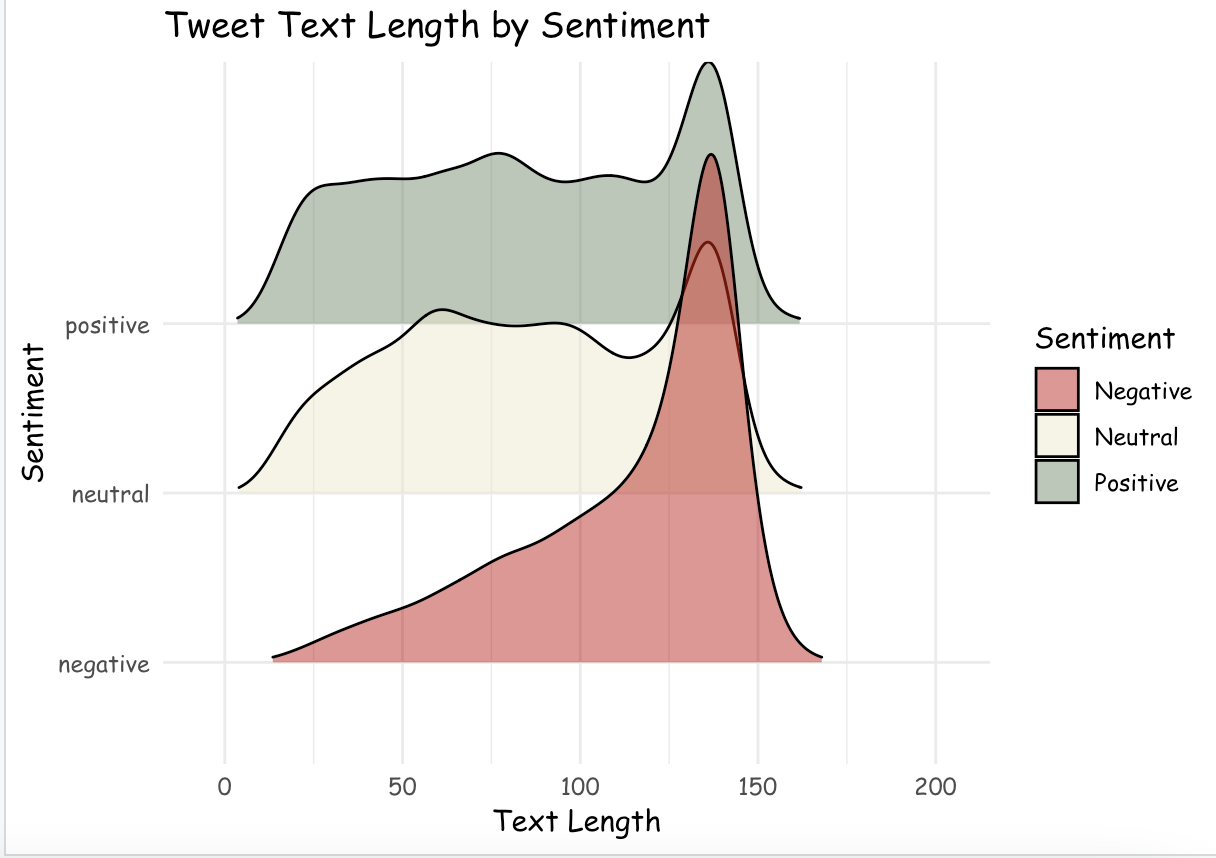 Tweet Text Length by Sentiment
positive
neutral
negative
Sentiment
0 50 100 150 200
Text Length
Sentiment
Negative
Neutral
Positive